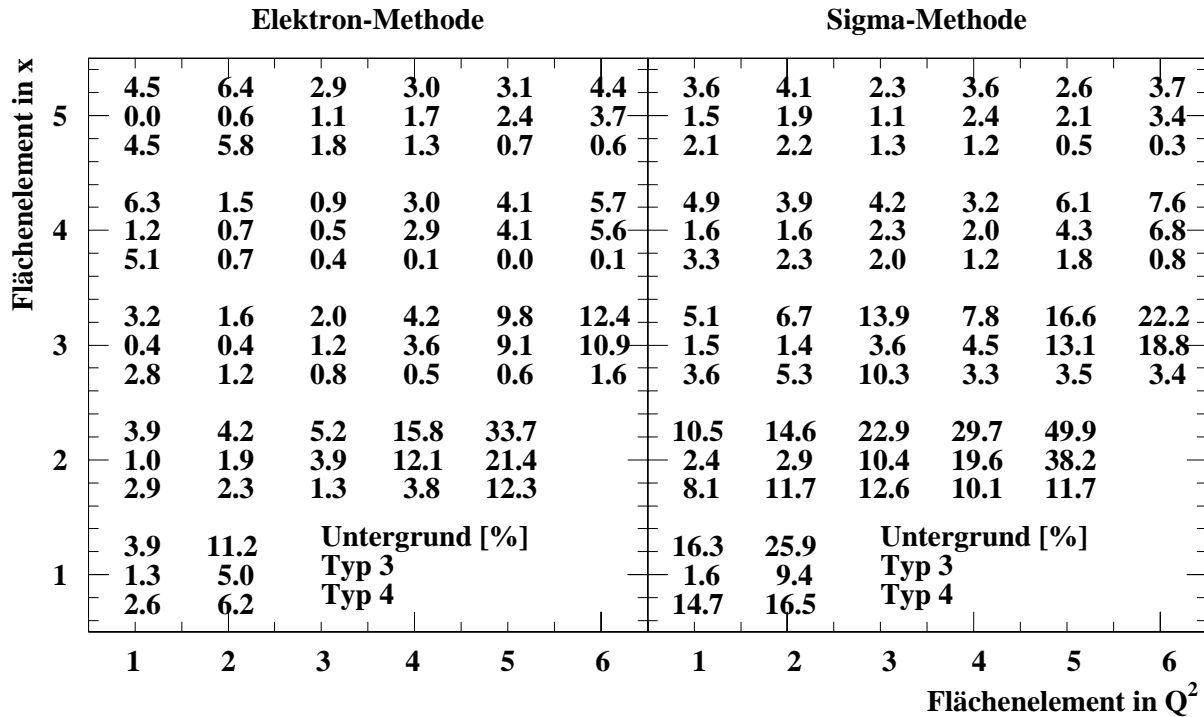 Elektron-Methode Sigma-Methode
Flächenelement in x
4.5 6.4 2.9 3.0 3.1 4.4 3.6 4.1 2.3 3.6 2.6 3.7
5 0.0 0.6 1.1 1.7 2.4 3.7 1.5 1.9 1.1 2.4 2.1 3.4
4.5 5.8 1.8 1.3 0.7 0.6 2.1 2.2 1.3 1.2 0.5 0.3
6.3 1.5 0.9 3.0 4.1 5.7 4.9 3.9 4.2 3.2 6.1 7.6
4 1.2 0.7 0.5 2.9 4.1 5.6 1.6 1.6 2.3 2.0 4.3 6.8
5.1 0.7 0.4 0.1 0.0 0.1 3.3 2.3 2.0 1.2 1.8 0.8
3.2 1.6 2.0 4.2 9.8 12.4 5.1 6.7 13.9 7.8 16.6 22.2
3 0.4 0.4 1.2 3.6 9.1 10.9 1.5 1.4 3.6 4.5 13.1 18.8
2.8 1.2 0.8 0.5 0.6 1.6 3.6 5.3 10.3 3.3 3.5 3.4
3.9 4.2 5.2 15.8 33.7 10.5 14.6 22.9 29.7 49.9
2 1.0 1.9 3.9 12.1 21.4 2.4 2.9 10.4 19.6 38.2
2.9 2.3 1.3 3.8 12.3 8.1 11.7 12.6 10.1 11.7
3.9 11.2 Untergrund [%] 16.3 25.9 Untergrund [%]
1 1.3 5.0 Typ 3 1.6 9.4 Typ 3
2.6 6.2 Typ 4 14.7 16.5 Typ 4
1 2 3 4 5 6 1 2 3 4 5 6
Flächenelement in Q²